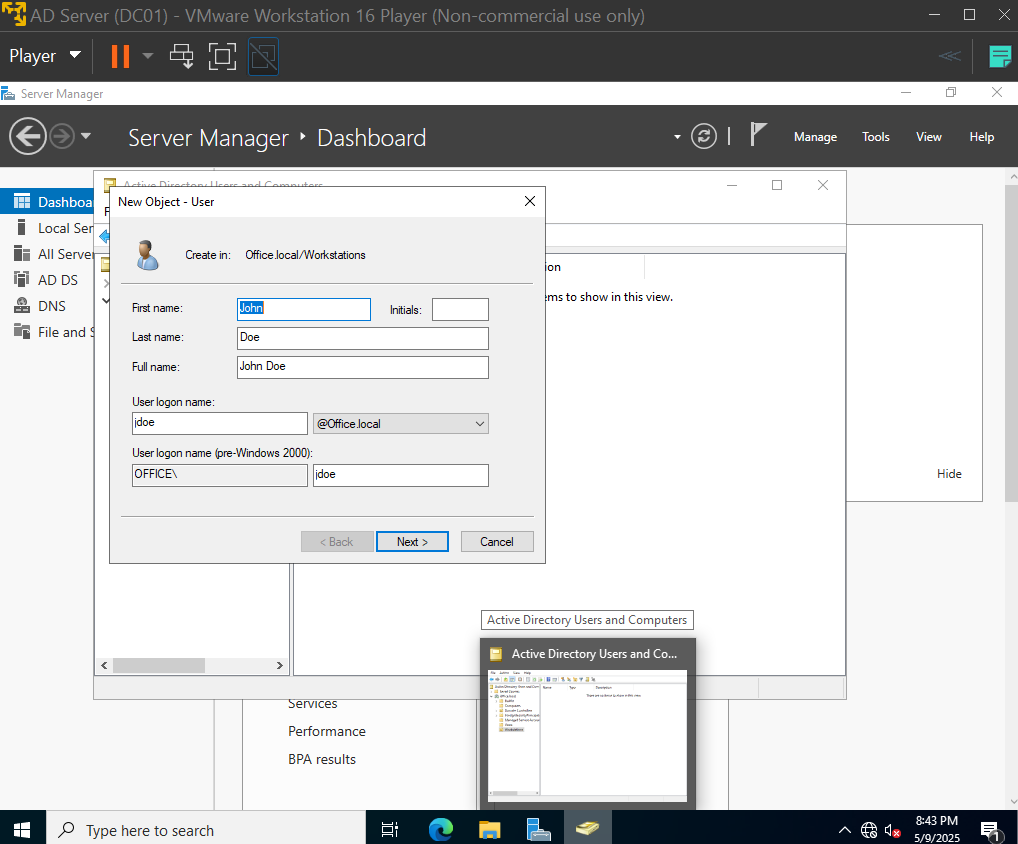 AD Server (DC01) - VMware Workstation 16 Player (Non-commercial use only)
Player
Server Manager
Server Manager Dashboard
Manage Tools View Help
Active Directory Users and Computers
Local Ser
All Server
AD DS
DNS
File and S
New Object - User
Create in: Office.local/Workstations
First name: John Initials:
Last name: Doe
Full name: John Doe
User logon name:
jdoe @Office.local
User logon name (pre-Windows 2000):
OFFICE\ jdoe
< Back Next > Cancel
ems to show in this view.
Hide
Active Directory Users and Computers
Active Directory Users and Co...
Services
Performance
BPA results
Type here to search
8:43 PM
5/9/2025
1